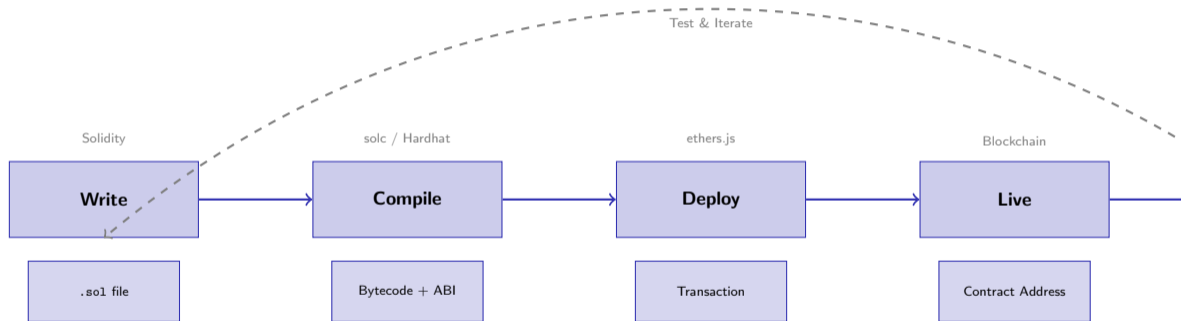 Test & Iterate
Solidity
solc / Hardhat
ethers.js
Blockchain
Write
Compile
Deploy
Live
.sol file
Bytecode + ABI
Transaction
Contract Address